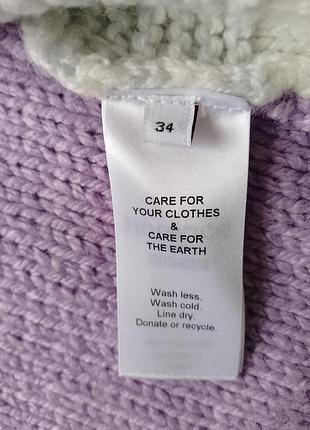 34
CARE FOR
YOUR CLOTHES
&
CARE FOR
THE EARTH
Wash less.
Wash cold.
Line dry.
Donate or recycle.